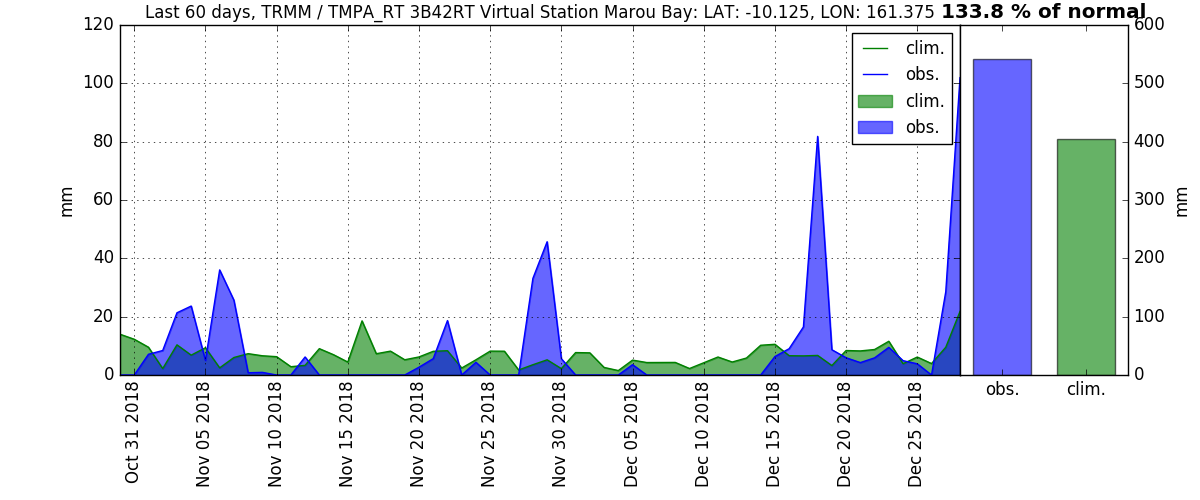 Last 60 days, TRMM / TMPA_RT 3B42RT Virtual Station Marou Bay: LAT: -10.125, LON: 161.375 133.8 % of normal
120
100
80
60
40
20
0
mm
clim.
obs.
clim.
obs.
600
500
400
300
200
100
0
mm
Oct 31 2018
Nov 05 2018
Nov 10 2018
Nov 15 2018
Nov 20 2018
Nov 25 2018
Nov 30 2018
Dec 05 2018
Dec 10 2018
Dec 15 2018
Dec 20 2018
Dec 25 2018
obs.
clim.